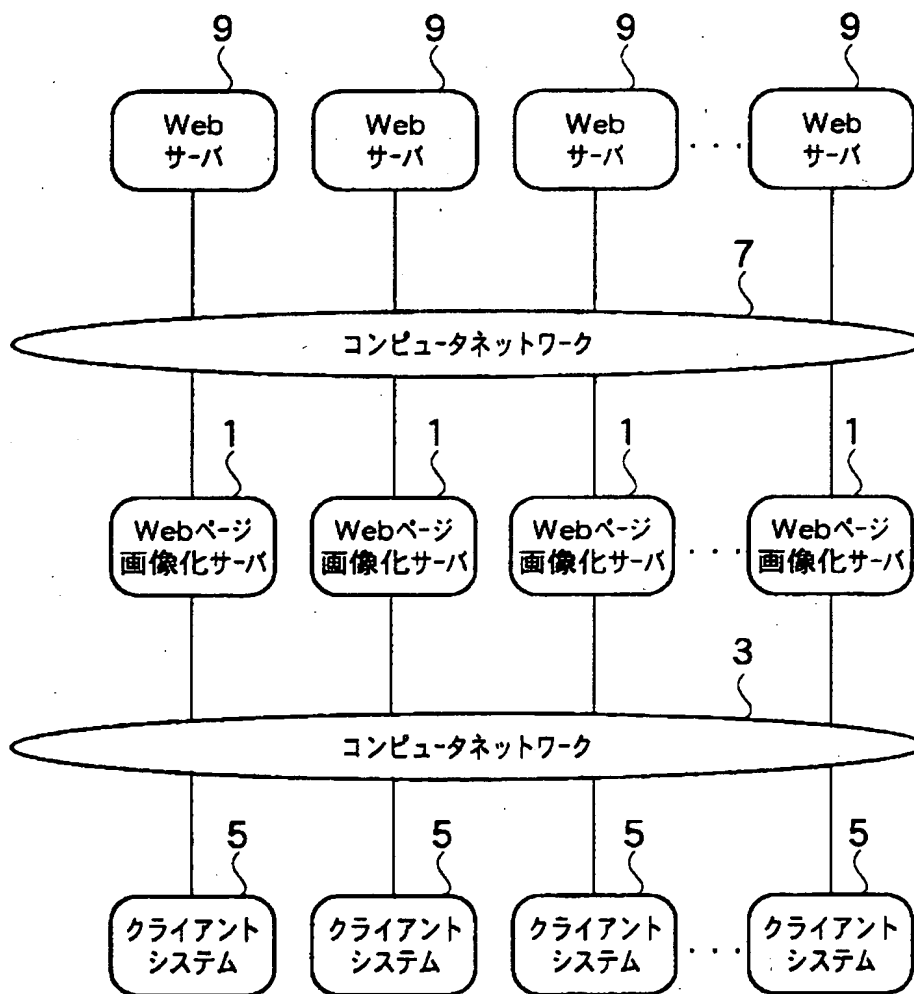 9 9 9 9
Web Web Web Web
サーバ サーバ サーバ ... サーバ
7
コンピュータネットワーク
1 1 1 1
Webページ Webページ Webページ Webページ
画像化サーバ 画像化サーバ 画像化サーバ ... 画像化サーバ
3
コンピュータネットワーク
5 5 5 5
クライアント クライアント クライアント クライアント
システム システム システム ... システム